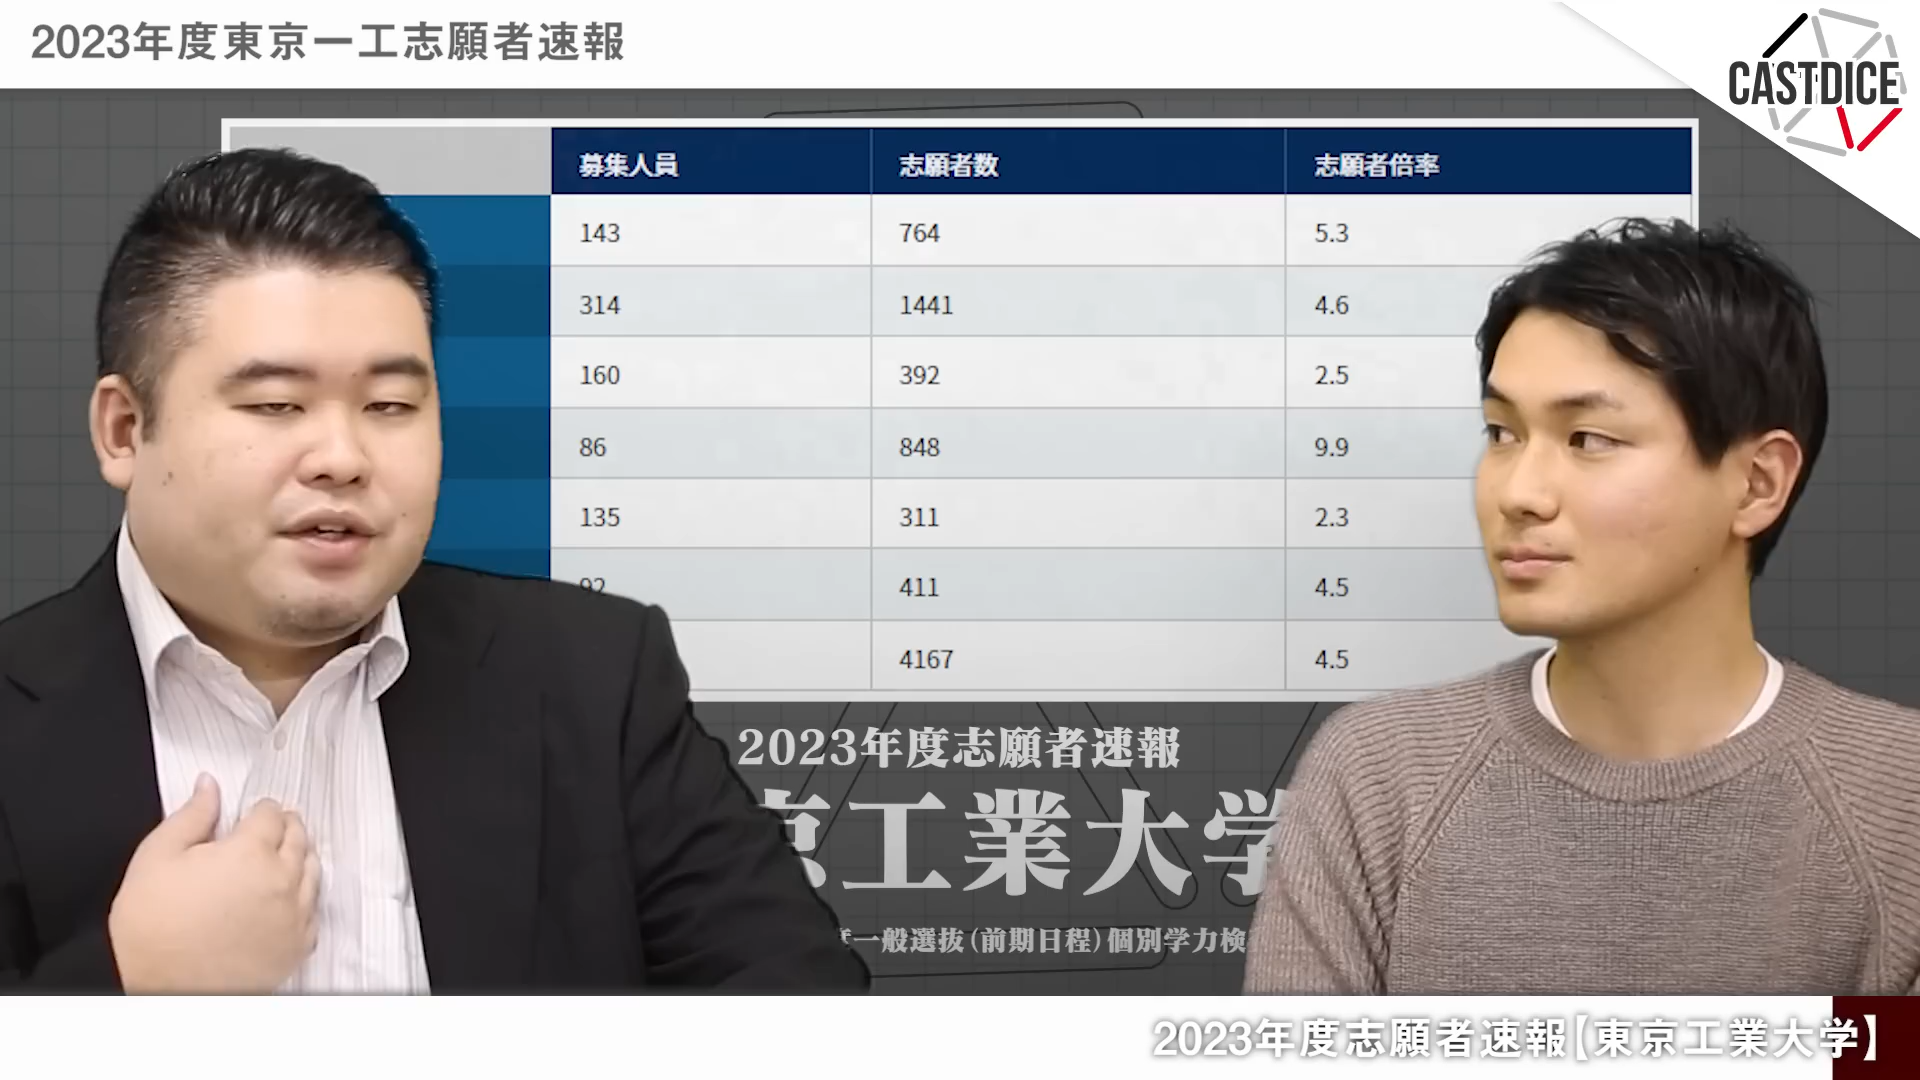 2023年度東京一工志願者速報
CASTDICE
募集人員 志願者数 志願者倍率
143 764 5.3
314 1441 4.6
160 392 2.5
86 848 9.9
135 311 2.3
92 411 4.5
4167 4.5
2023年度志願者速報
京工業大学
度一般選抜(前期日程)個別学力検
2023年度志願者速報【東京工業大学】